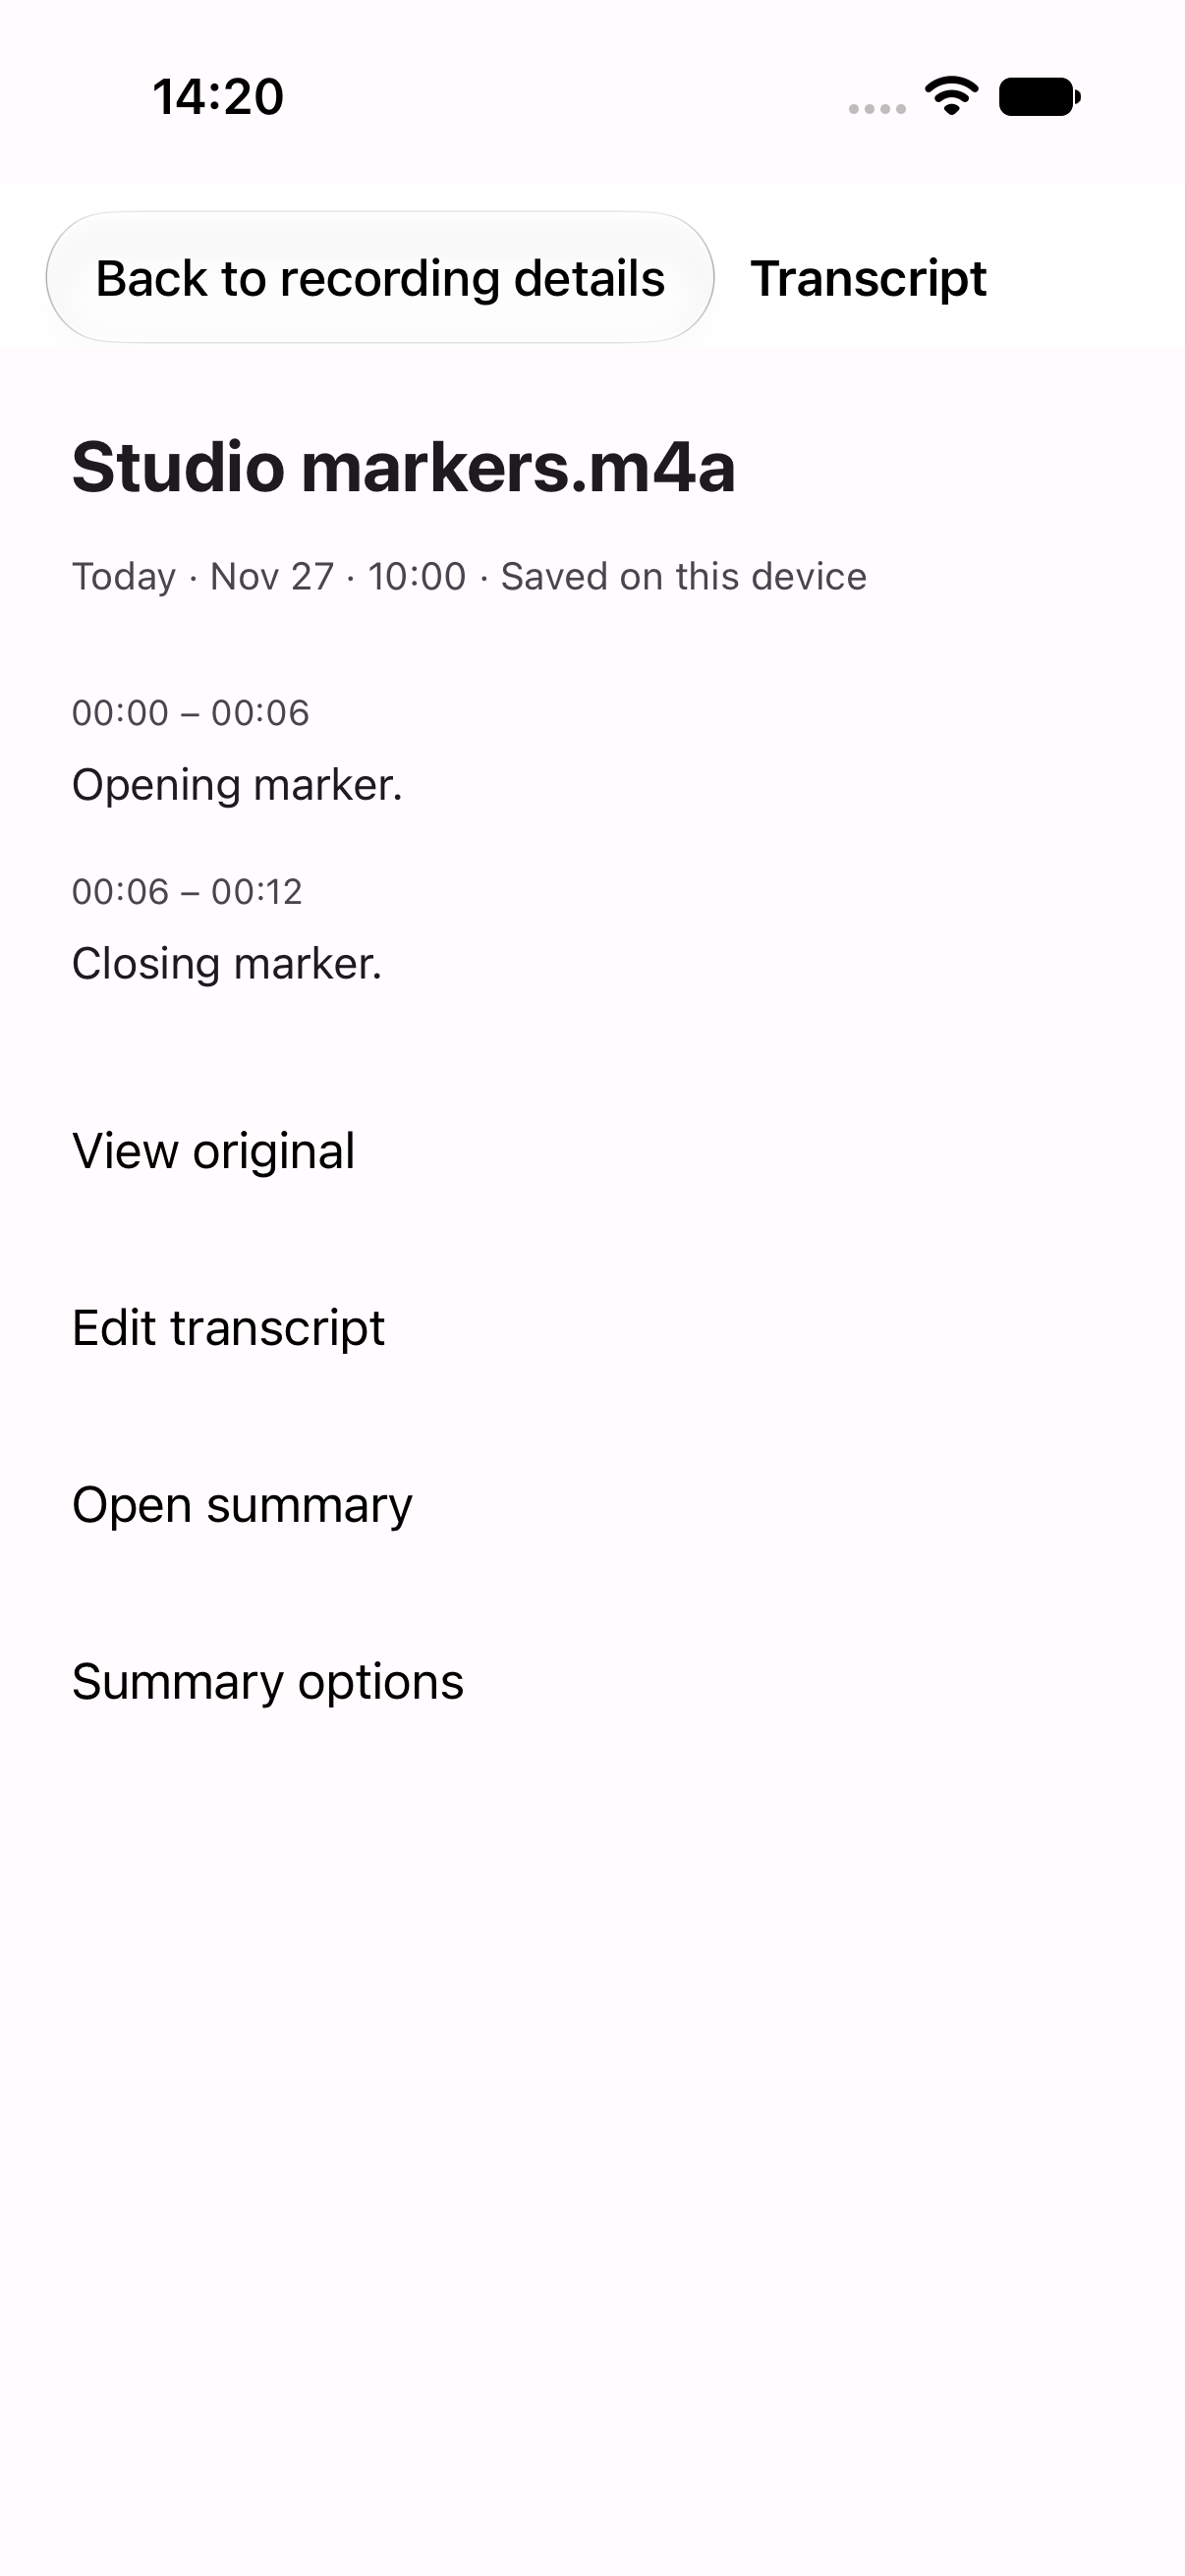 14:20
Back to recording details
Transcript
Studio markers.m4a
Today · Nov 27 · 10:00 · Saved on this device
00:00 – 00:06
Opening marker.
00:06 – 00:12
Closing marker.
View original
Edit transcript
Open summary
Summary options